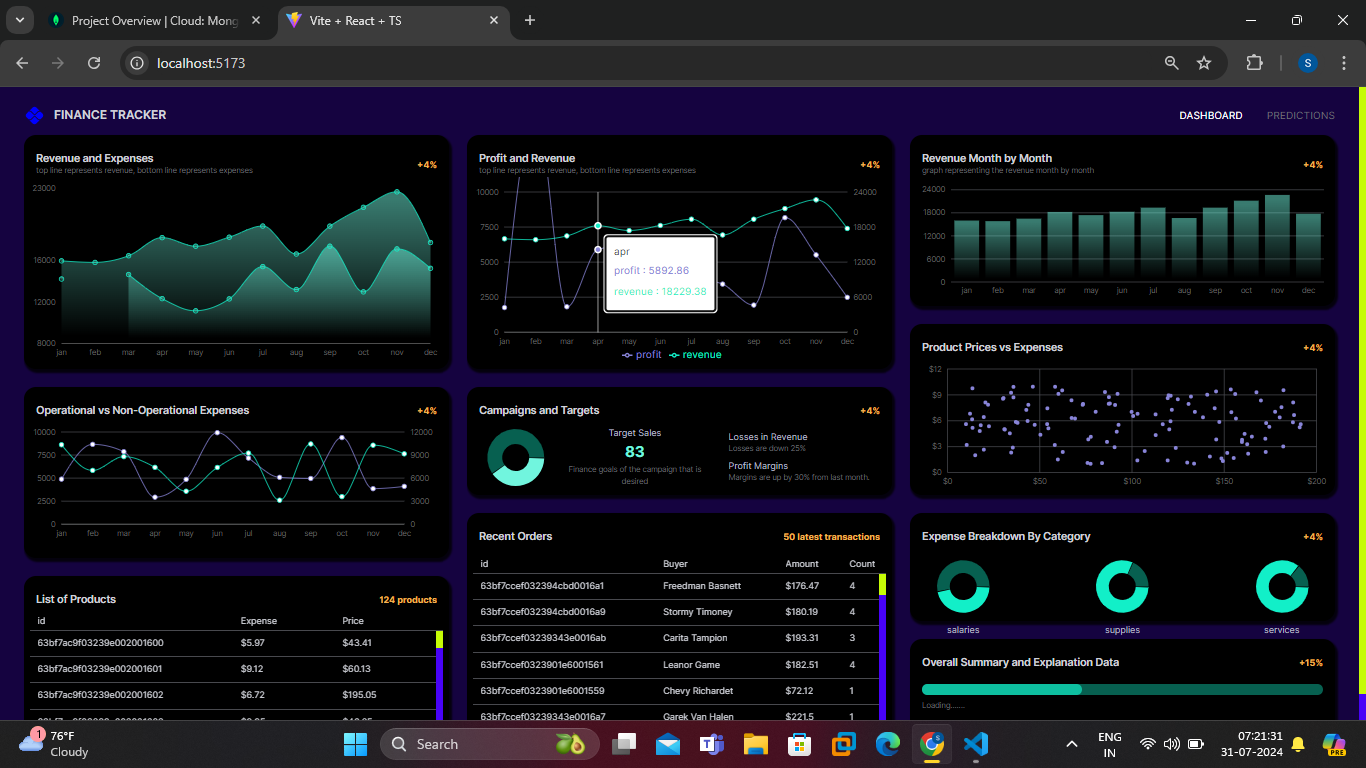 Project Overview | Cloud: Mong
Vite + React + TS
localhost:5173
S
FINANCE TRACKER
DASHBOARD
PREDICTIONS
Revenue and Expenses
top line represents revenue, bottom line represents expenses
+4%
23000
16000
12000
8000
jan feb mar apr may jun jul aug sep oct nov dec
Operational vs Non-Operational Expenses
+4%
10000
7500
5000
2500
0
12000
9000
6000
3000
0
jan feb mar apr may jun jul aug sep oct nov dec
List of Products
124 products
id Expense Price
63bf7ac9f03239e002001600 $5.97 $43.41
63bf7ac9f03239e002001601 $9.12 $60.13
63bf7ac9f03239e002001602 $6.72 $195.05
Profit and Revenue
top line represents revenue, bottom line represents expenses
+4%
10000
7500
5000
2500
0
24000
18000
12000
6000
0
apr
profit : 5892.86
revenue : 18229.38
jan feb mar apr may jun jul aug sep oct nov dec
profit revenue
Campaigns and Targets
+4%
Target Sales
83
Finance goals of the campaign that is
desired
Losses in Revenue
Losses are down 25%
Profit Margins
Margins are up by 30% from last month.
Recent Orders
50 latest transactions
id Buyer Amount Count
63bf7ccef032394cbd0016a1 Freedman Basnett $176.47 4
63bf7ccef032394cbd0016a9 Stormy Timoney $180.19 4
63bf7ccef03239343e0016ab Carita Tampion $193.31 3
63bf7ccef0323901e6001561 Leanor Game $182.51 4
63bf7ccef0323901e6001559 Chevy Richardet $72.12 1
63bf7ccef03239343e0016a7 Garek Van Halen $221.5 1
Revenue Month by Month
graph representing the revenue month by month
+4%
24000
18000
12000
6000
0
jan feb mar apr may jun jul aug sep oct nov dec
Product Prices vs Expenses
+4%
$12
$9
$6
$3
$0
$0 $50 $100 $150 $200
Expense Breakdown By Category
+4%
salaries supplies services
Overall Summary and Explanation Data
+15%
Loading.......
1
76°F
Cloudy
Search
ENG
IN
07:21:31
31-07-2024
PRE